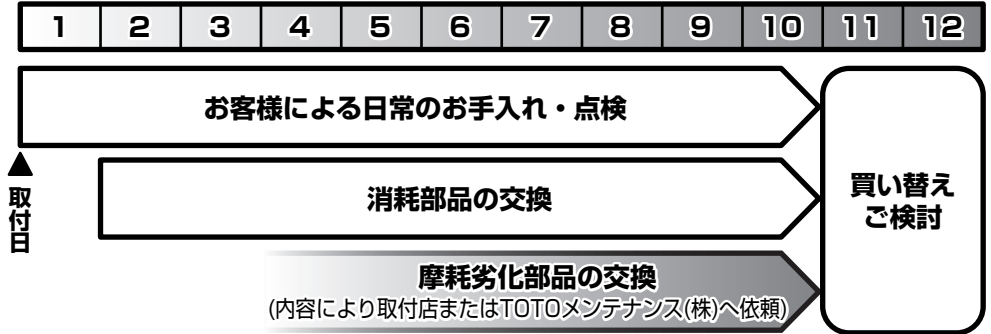 1 2 3 4 5 6 7 8 9 10 11 12
お客様による日常のお手入れ・点検
取付日
消耗部品の交換
摩耗劣化部品の交換
(内容により取付店またはTOTOメンテナンス(株)へ依頼)
買い替え
ご検討